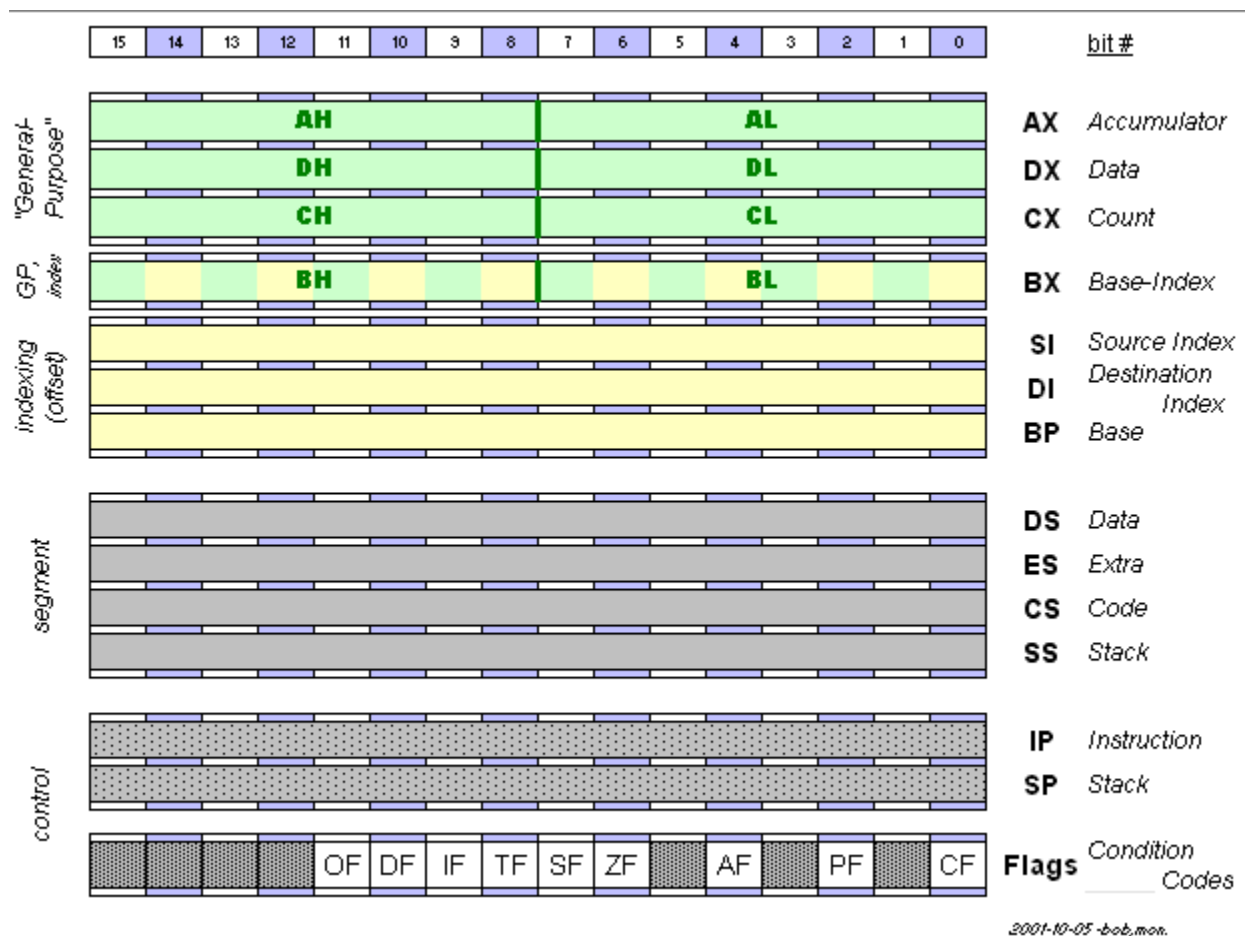 15 14 13 12 11 10 9 8 7 6 5 4 3 2 1 0 bit #
"General-
Purpose"
AH AL AX Accumulator
DH DL DX Data
CH CL CX Count
GP,
index
BH BL BX Base-Index
indexing
(offset)
SI Source Index
DI Destination
Index
BP Base
segment
DS Data
ES Extra
CS Code
SS Stack
control
IP Instruction
SP Stack
OF DF IF TF SF ZF AF PF CF Flags Condition
Codes
2001-10-05 -bob,mon.